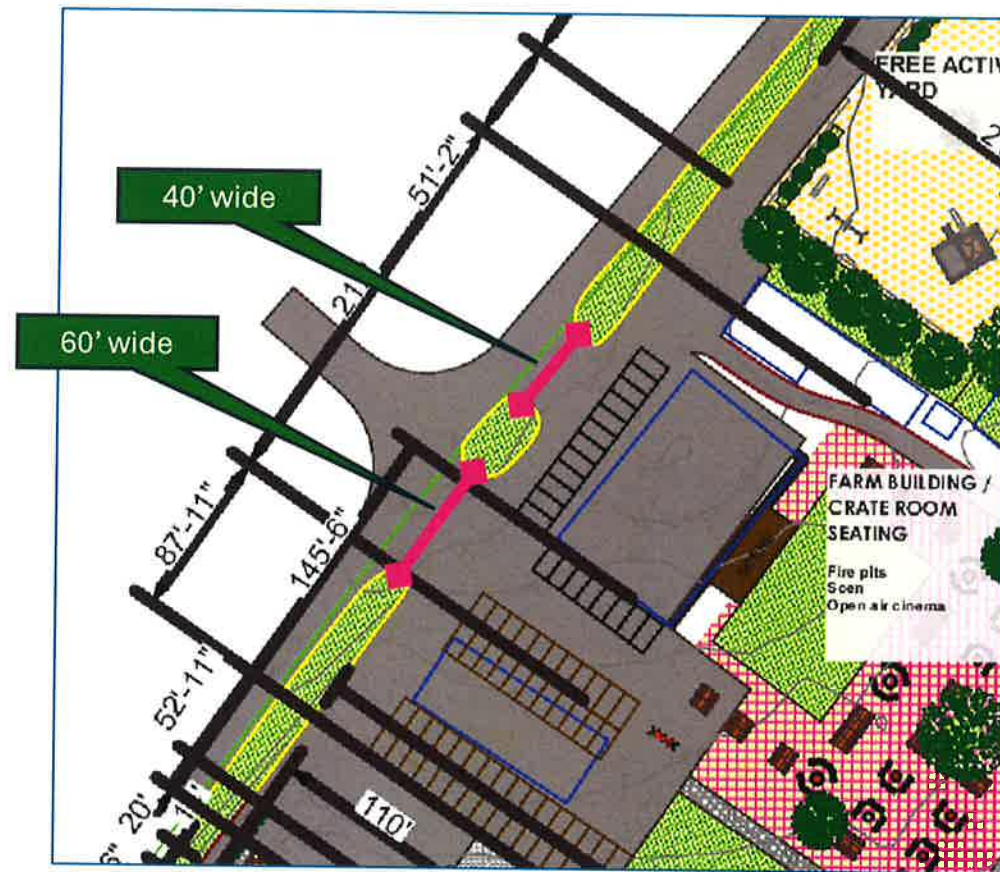 FREE ACTIV
YARD
51'-2"
40' wide
21
60' wide
87'-11"
145'-6"
FARM BUILDING /
CRATE ROOM
SEATING
Fire pits
Scen
Open air cinema
52'-11"
20'
110'